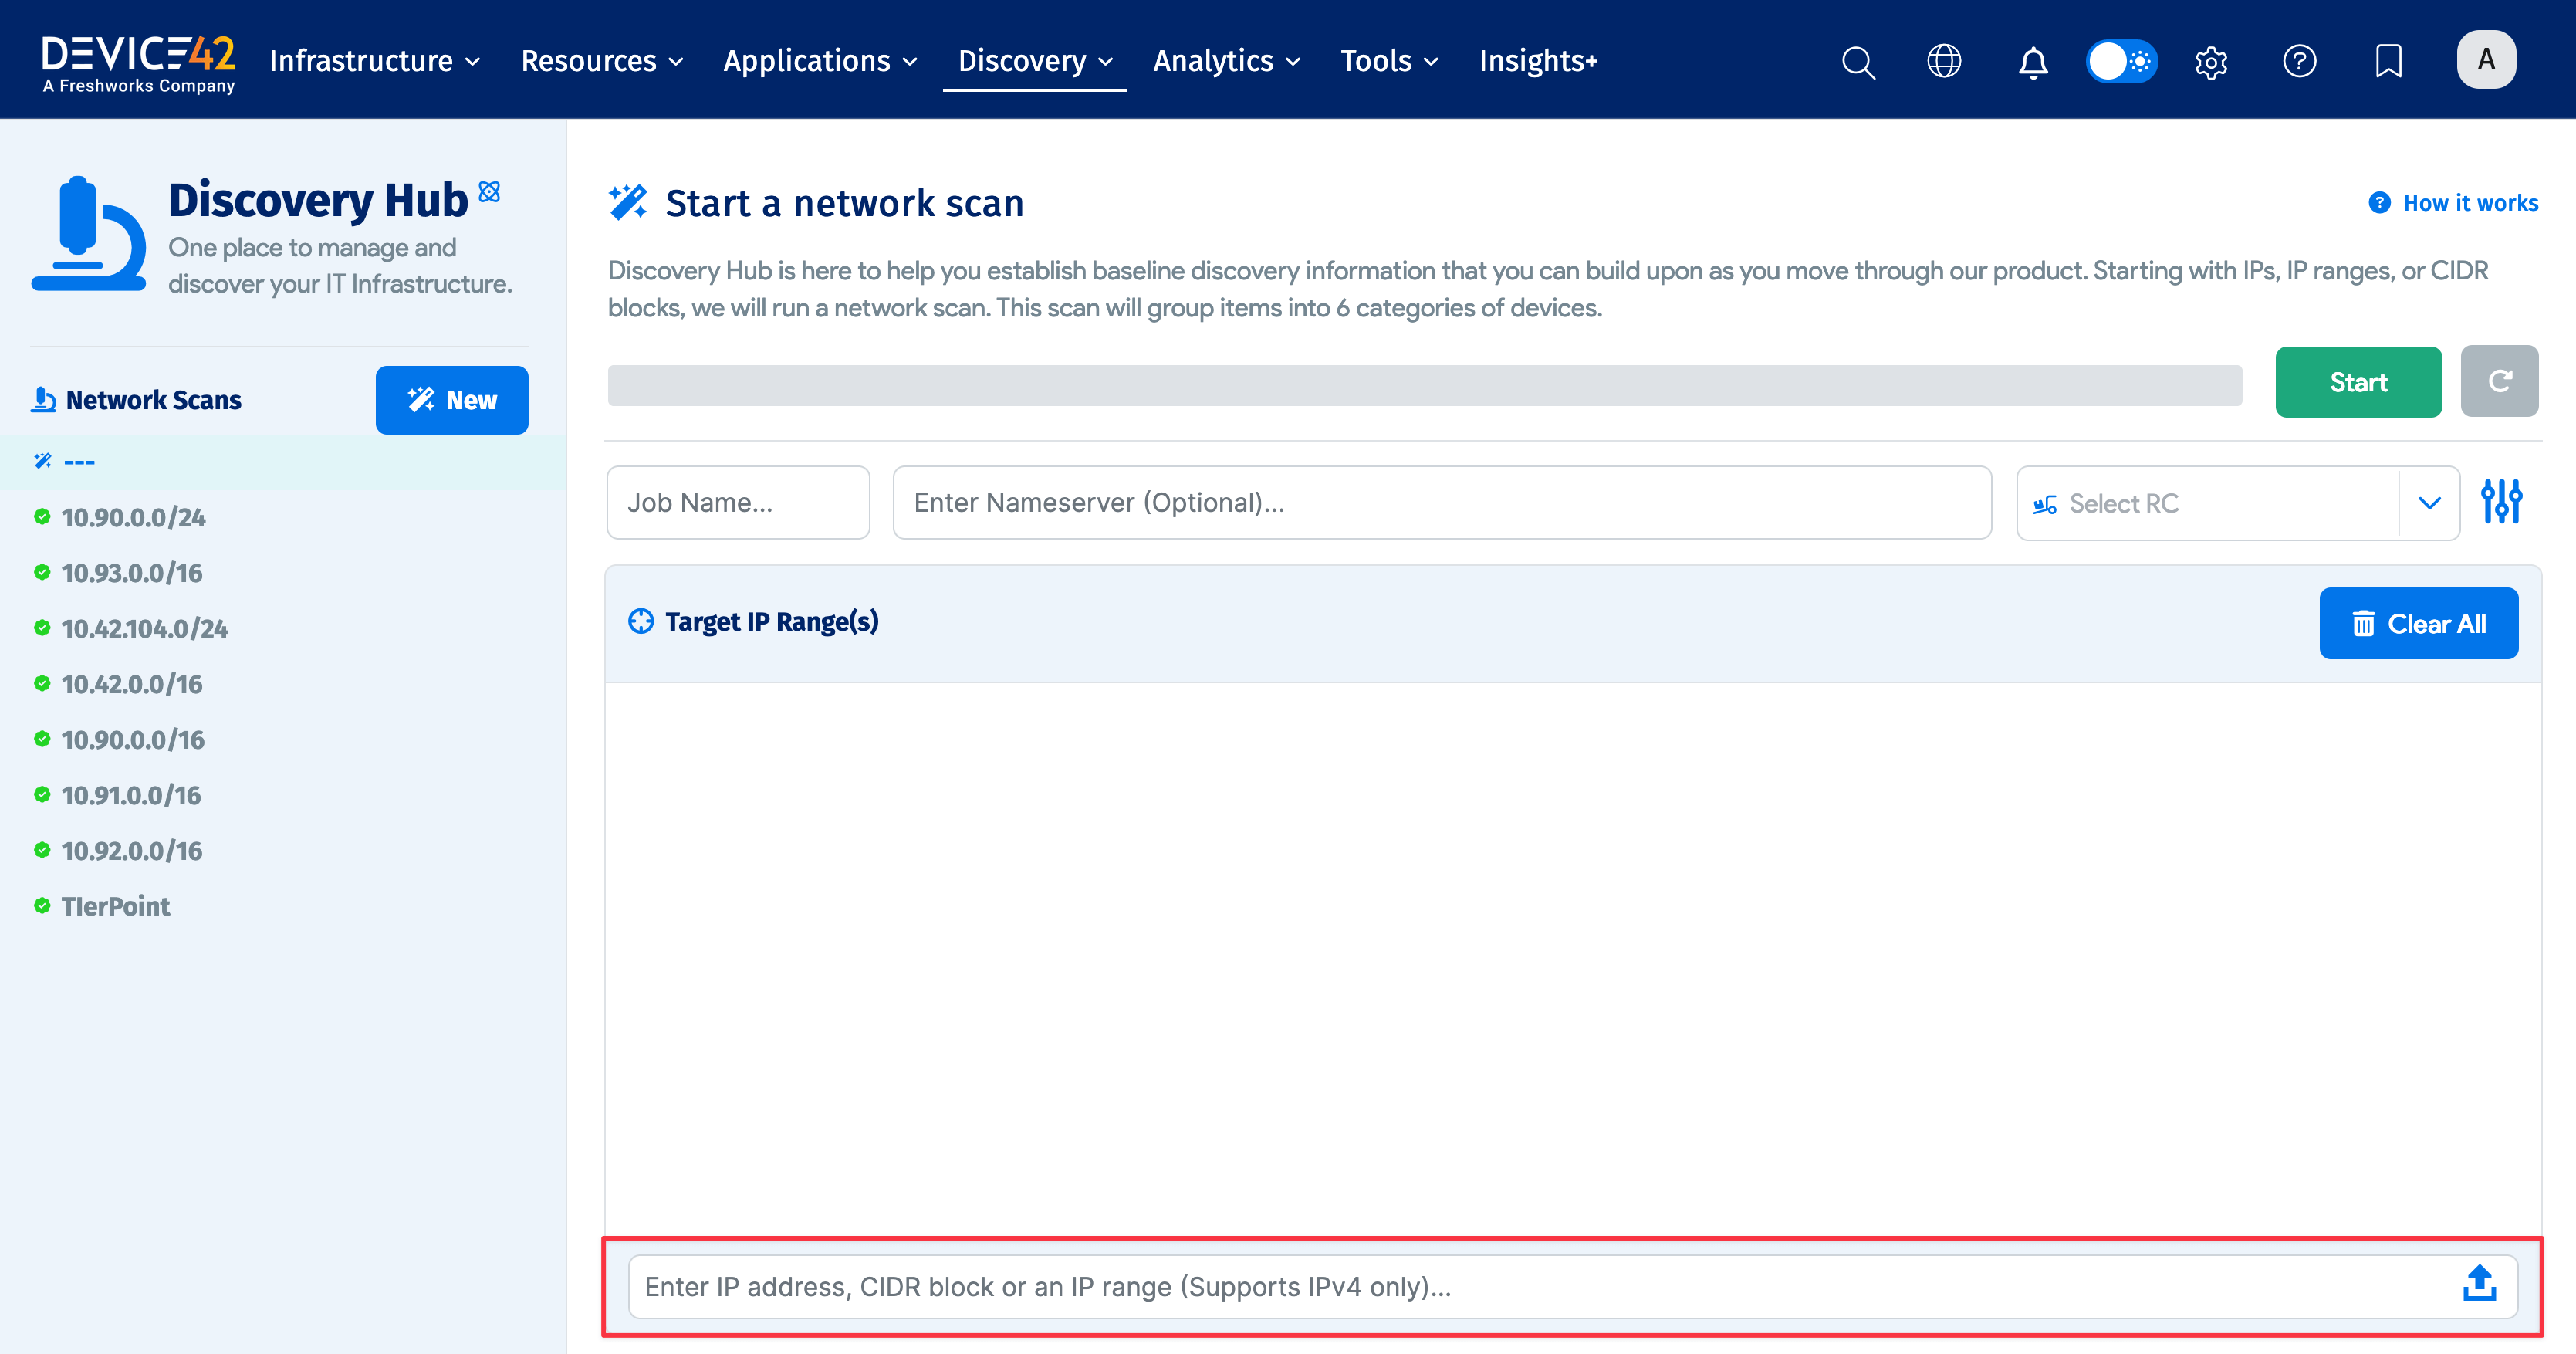 DEVICE42
A Freshworks Company
Infrastructure
Resources
Applications
Discovery
Analytics
Tools
Insights+
A
Discovery Hub
One place to manage and
discover your IT Infrastructure.
Network Scans
New
---
10.90.0.0/24
10.93.0.0/16
10.42.104.0/24
10.42.0.0/16
10.90.0.0/16
10.91.0.0/16
10.92.0.0/16
TIerPoint
Start a network scan
How it works
Discovery Hub is here to help you establish baseline discovery information that you can build upon as you move through our product. Starting with IPs, IP ranges, or CIDR
blocks, we will run a network scan. This scan will group items into 6 categories of devices.
Start
Job Name...
Enter Nameserver (Optional)...
Select RC
Target IP Range(s)
Clear All
Enter IP address, CIDR block or an IP range (Supports IPv4 only)...